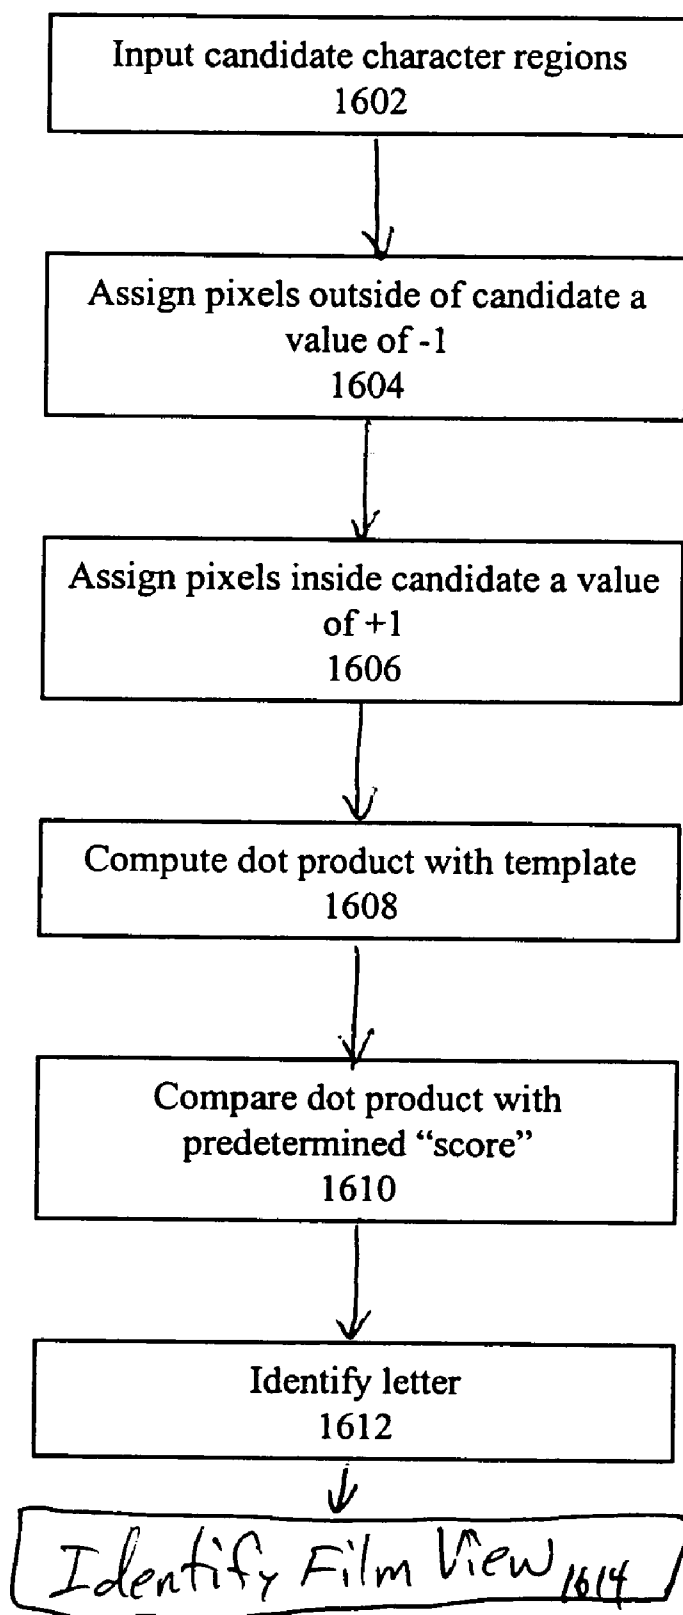 Input candidate character regions
1602
Assign pixels outside of candidate a
value of -1
1604
Assign pixels inside candidate a value
of +1
1606
Compute dot product with template
1608
Compare dot product with
predetermined “score”
1610
Identify letter
1612
Identify Film View 1614